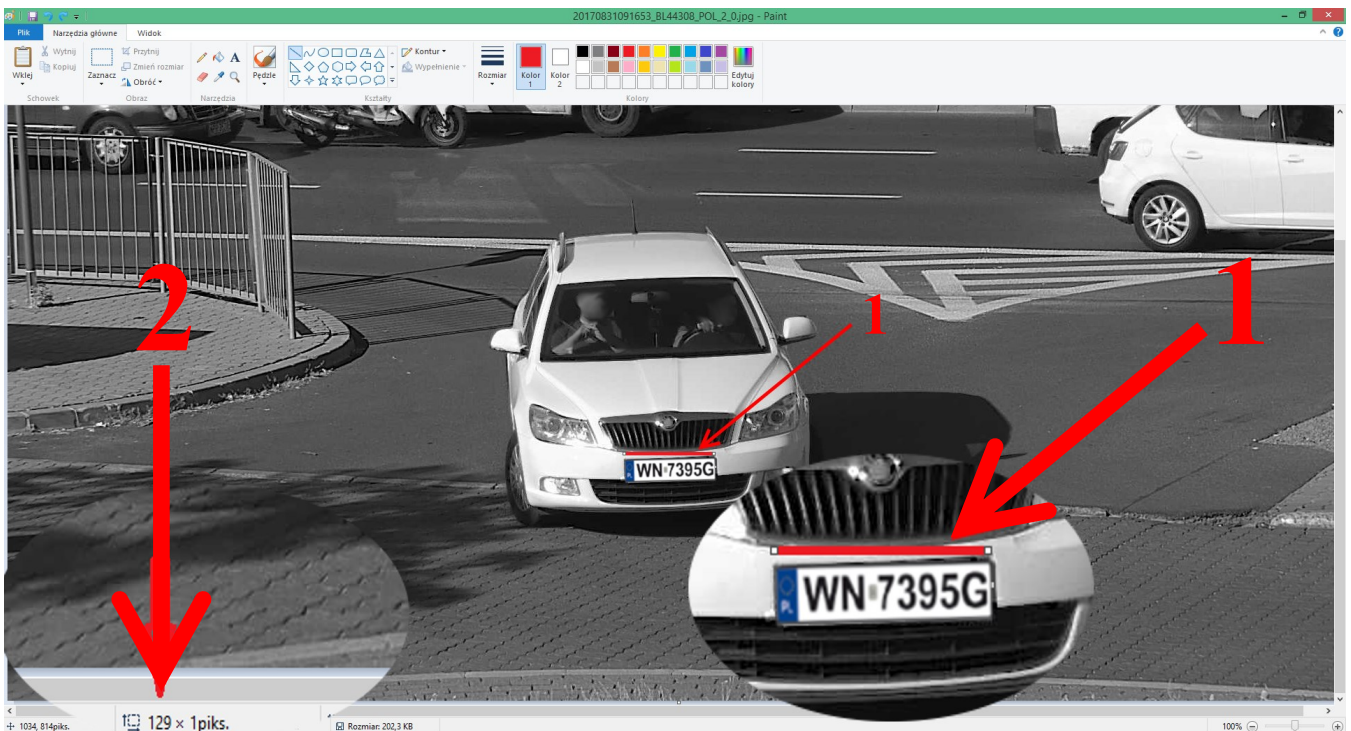 20170831091653_BL44308_POL_2_0.jpg - Paint
Plik Narzędzia główne Widok
Wklej
Wytnij
Kopiuj
Schowek
Zaznacz
Przytnij
Zmień rozmiar
Obróć
Obraz
A
Narzędzia
Pędzle
Kształty
Kontur
Wypełnienie
Rozmiar
Kolor 1
Kolor 2
Edytuj kolory
Kolory
2
1
1
WN 7395G
PL
WN 7395G
1034, 814piks.
129 × 1piks.
Rozmiar: 202,3 KB
100%